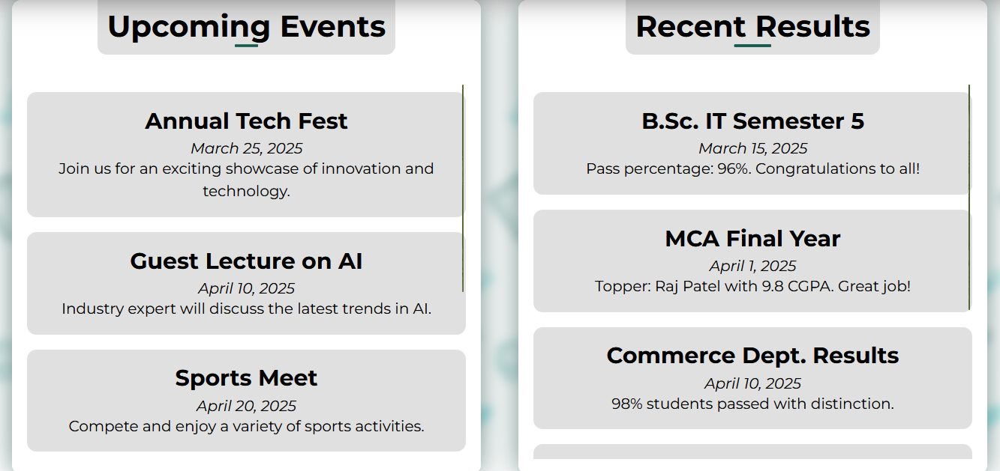 Upcoming Events
Annual Tech Fest
March 25, 2025
Join us for an exciting showcase of innovation and
technology.
Guest Lecture on AI
April 10, 2025
Industry expert will discuss the latest trends in AI.
Sports Meet
April 20, 2025
Compete and enjoy a variety of sports activities.
Recent Results
B.Sc. IT Semester 5
March 15, 2025
Pass percentage: 96%. Congratulations to all!
MCA Final Year
April 1, 2025
Topper: Raj Patel with 9.8 CGPA. Great job!
Commerce Dept. Results
April 10, 2025
98% students passed with distinction.